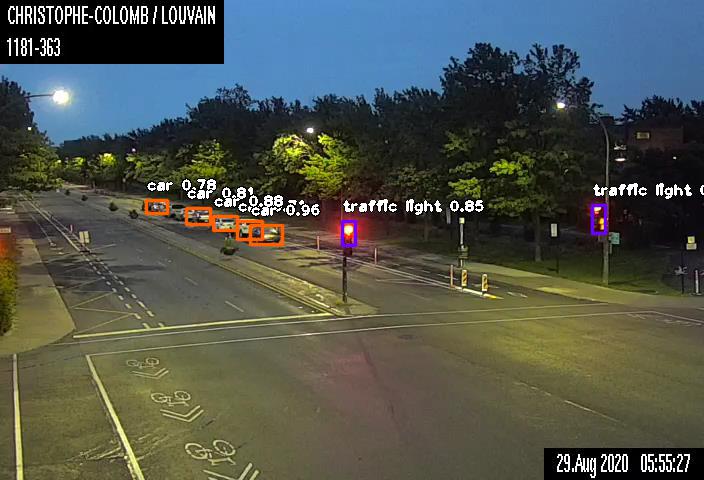 CHRISTOPHE-COLOMB / LOUVAIN
1181-363
car 0.78
car 0.81
car 0.88
car 0.96
traffic light 0.85
traffic light
29.Aug 2020 05:55:27